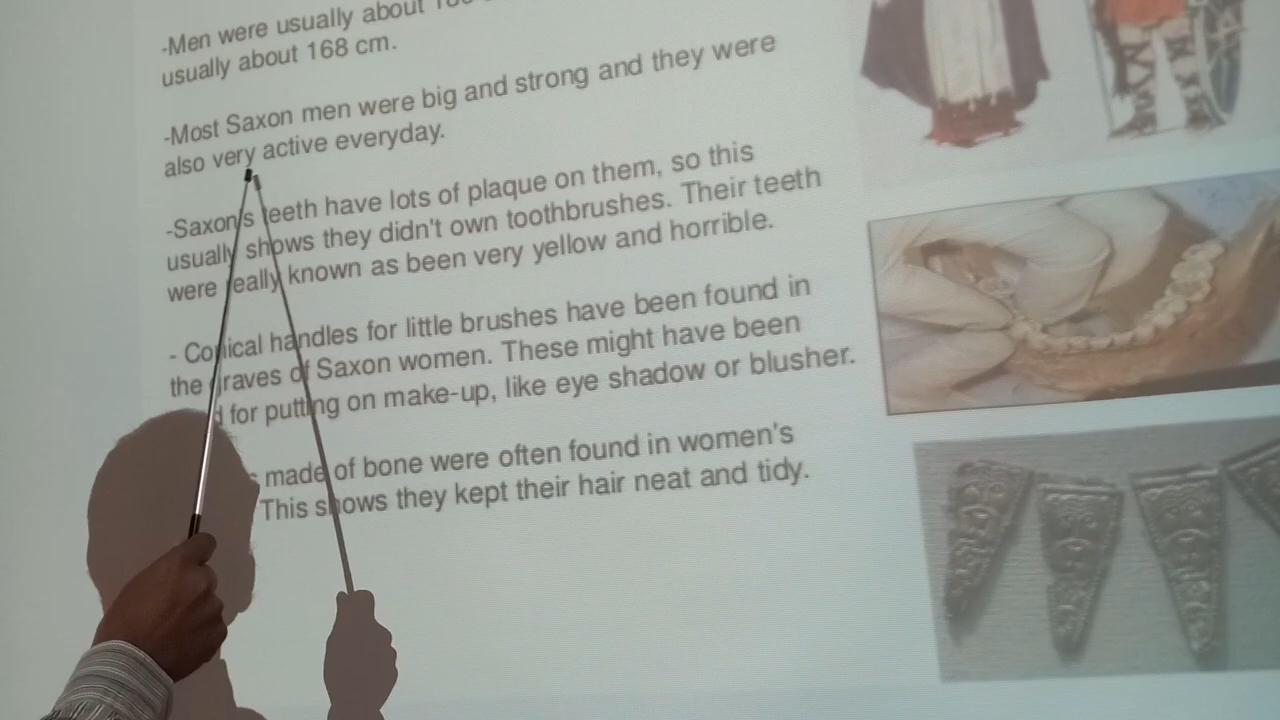 -Men were usually about
usually about 168 cm.
-Most Saxon men were big and strong and they were
also very active everyday.
-Saxon's teeth have lots of plaque on them, so this
usually shows they didn't own toothbrushes. Their teeth
were really known as been very yellow and horrible.
- Conical handles for little brushes have been found in
the graves of Saxon women. These might have been
for putting on make-up, like eye shadow or blusher.
made of bone were often found in women's
This shows they kept their hair neat and tidy.